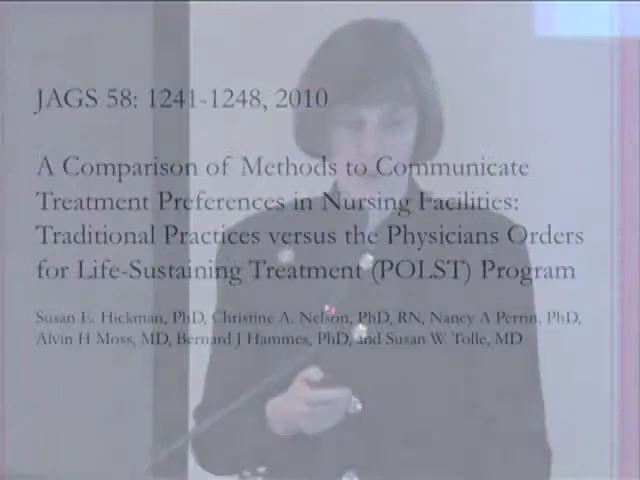 JAGS 58: 1241-1248, 2010
A Comparison of Methods to Communicate
Treatment Preferences in Nursing Facilities:
Traditional Practices versus the Physicians Orders
for Life-Sustaining Treatment (POLST) Program
Susan E. Hickman, PhD, Christine A. Nelson, PhD, RN, Nancy A Perrin, PhD,
Alvin H Moss, MD, Bernard J Hammes, PhD, and Susan W. Tolle, MD